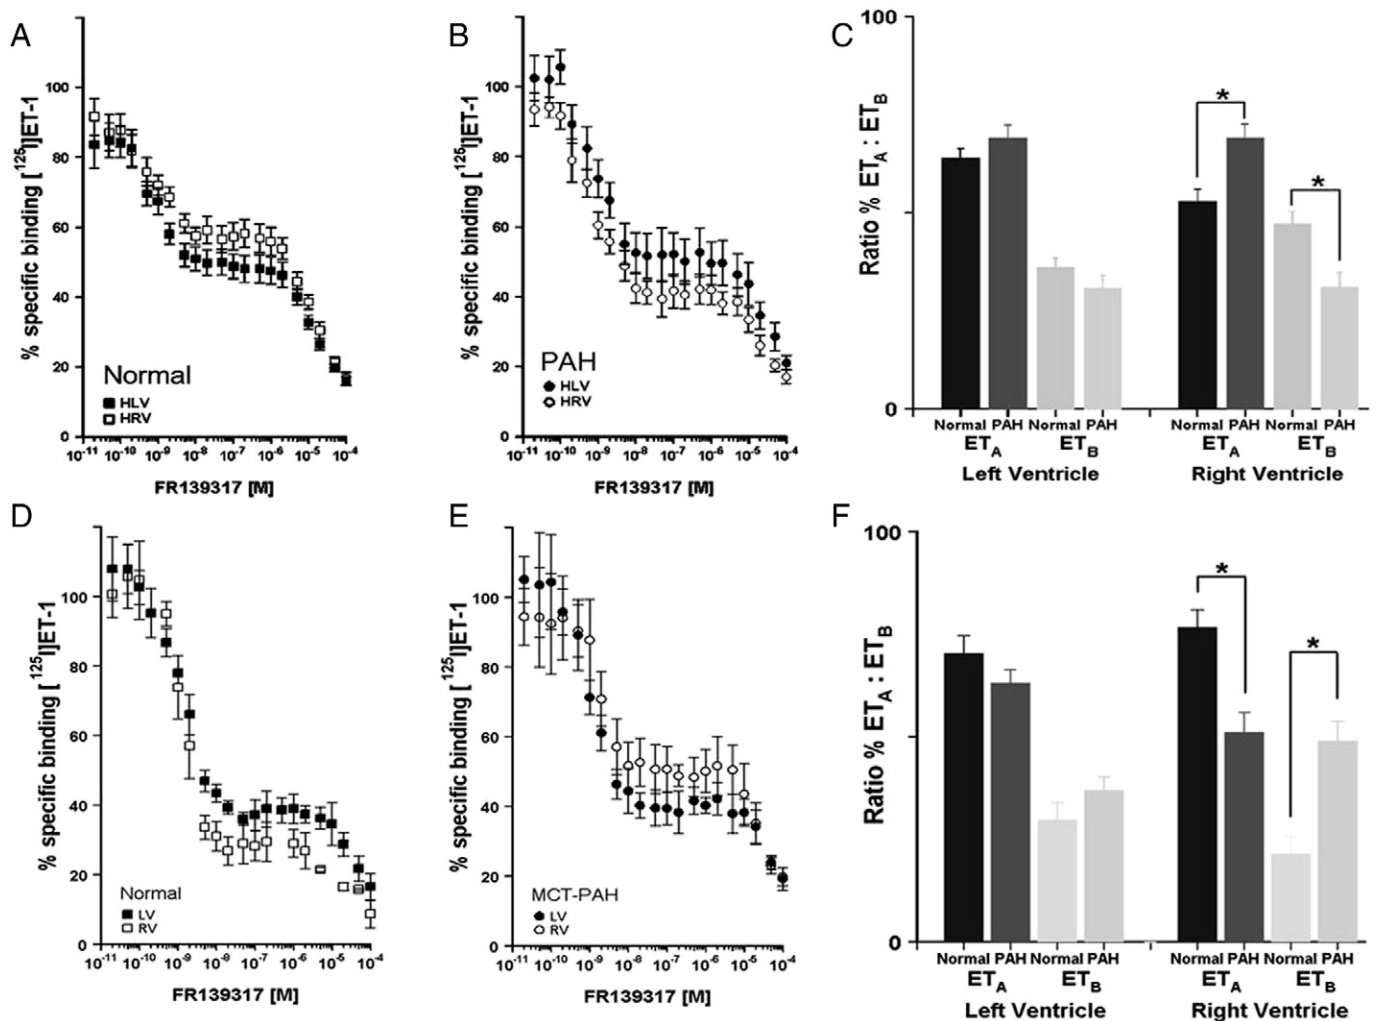 A
% specific binding [125I]ET-1
100
80
60
40
20
0
Normal
HLV
HRV
10-11 10-10 10-9 10-8 10-7 10-6 10-5 10-4
FR139317 [M]
B
% specific binding [125I]ET-1
100
80
60
40
20
0
PAH
HLV
HRV
10-11 10-10 10-9 10-8 10-7 10-6 10-5 10-4
FR139317 [M]
C
Ratio % ETA : ETB
100
0
*
*
Normal PAH Normal PAH Normal PAH Normal PAH
ETA ETB ETA ETB
Left Ventricle Right Ventricle
D
% specific binding [125I]ET-1
100
80
60
40
20
0
Normal
LV
RV
10-11 10-10 10-9 10-8 10-7 10-6 10-5 10-4
FR139317 [M]
E
% specific binding [125I]ET-1
100
80
60
40
20
0
MCT-PAH
LV
RV
10-11 10-10 10-9 10-8 10-7 10-6 10-5 10-4
FR139317 [M]
F
Ratio % ETA : ETB
100
0
*
*
Normal PAH Normal PAH Normal PAH Normal PAH
ETA ETB ETA ETB
Left Ventricle Right Ventricle